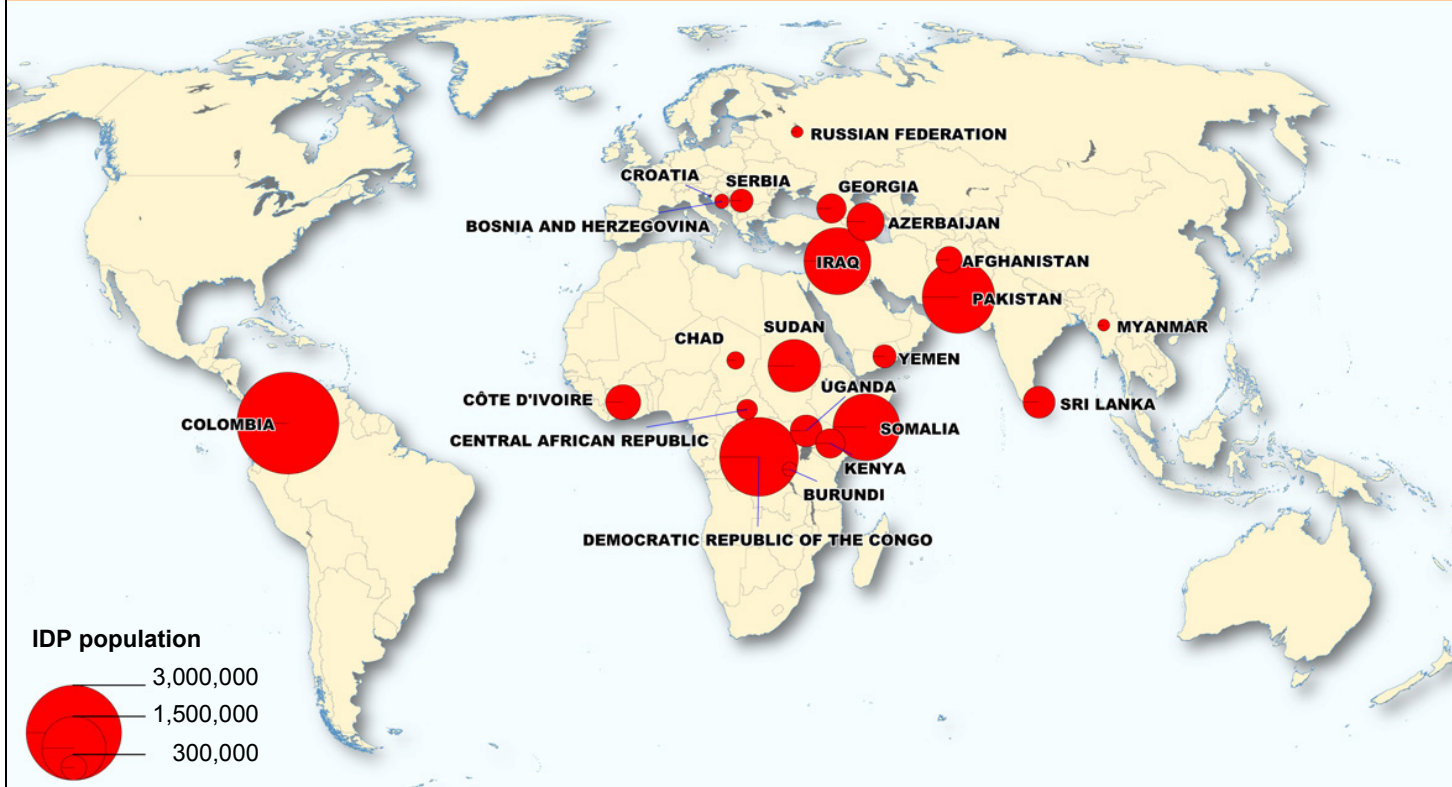 RUSSIAN FEDERATION
CROATIA
SERBIA
GEORGIA
BOSNIA AND HERZEGOVINA
AZERBAIJAN
IRAQ
AFGHANISTAN
PAKISTAN
CHAD
SUDAN
MYANMAR
YEMEN
UGANDA
CÔTE D'IVOIRE
SRI LANKA
COLOMBIA
SOMALIA
CENTRAL AFRICAN REPUBLIC
KENYA
BURUNDI
DEMOCRATIC REPUBLIC OF THE CONGO
IDP population
3,000,000
1,500,000
300,000